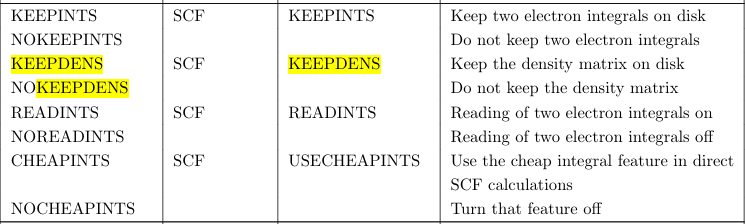 KEEPINTS SCF KEEPINTS Keep two electron integrals on disk
NOKEEPINTS Do not keep two electron integrals
KEEPDENS SCF KEEPDENS Keep the density matrix on disk
NOKEEPDENS Do not keep the density matrix
READINTS SCF READINTS Reading of two electron integrals on
NOREADINTS Reading of two electron integrals off
CHEAPINTS SCF USECHEAPINTS Use the cheap integral feature in direct
SCF calculations
NOCHEAPINTS Turn that feature off